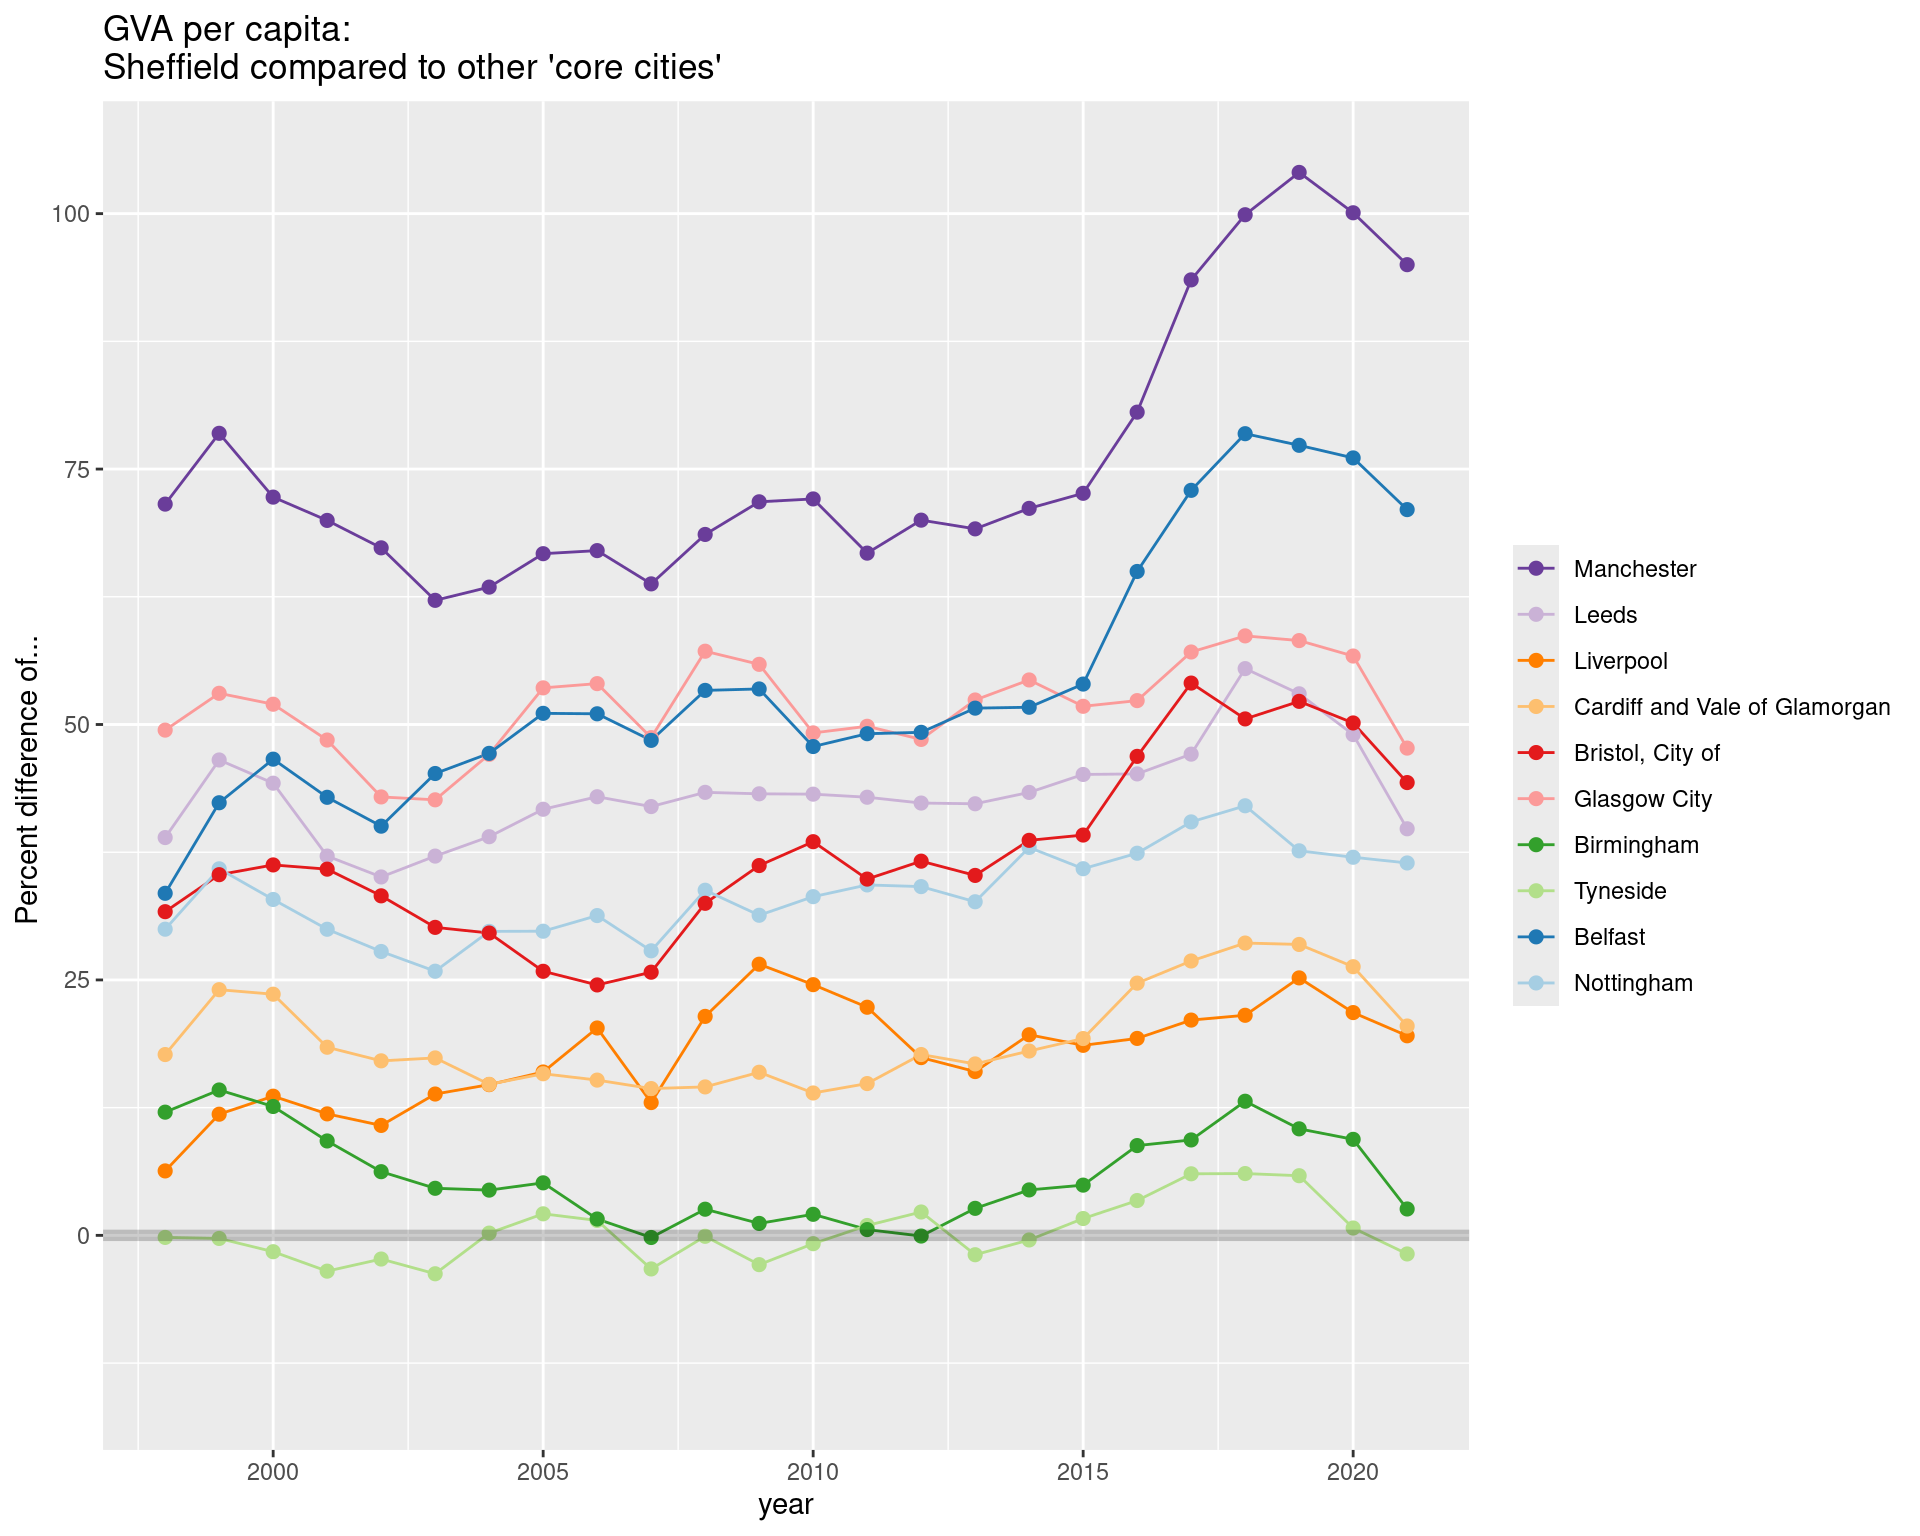 GVA per capita:
Sheffield compared to other 'core cities'
Percent difference of...
100
75
50
25
0
2000
2005
2010
2015
2020
year
Manchester
Leeds
Liverpool
Cardiff and Vale of Glamorgan
Bristol, City of
Glasgow City
Birmingham
Tyneside
Belfast
Nottingham